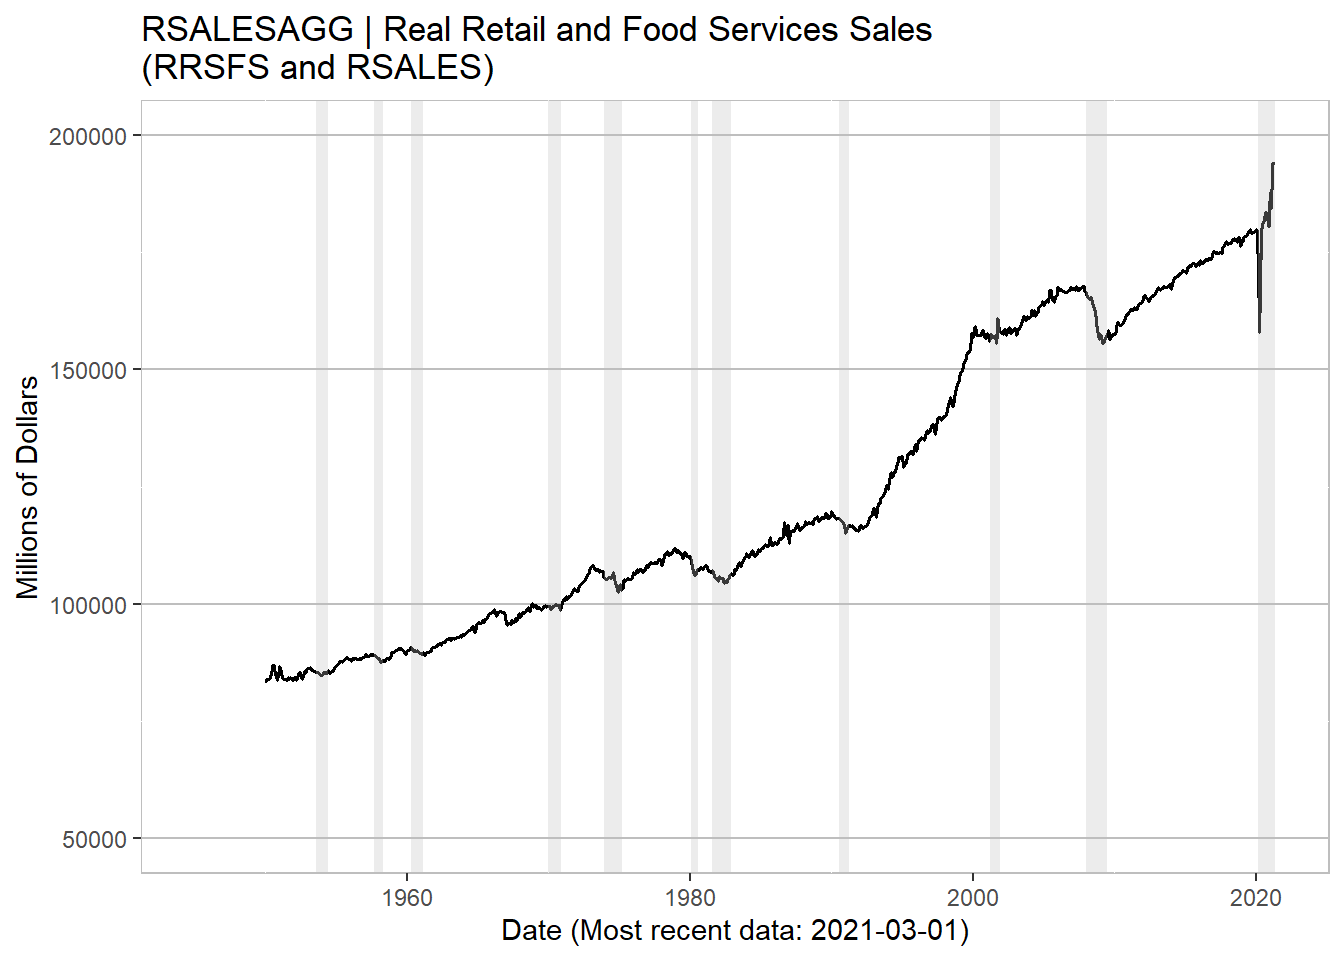 RSALESAGG | Real Retail and Food Services Sales
(RRSFS and RSALES)
200000
150000
100000
50000
Millions of Dollars
1960
1980
2000
2020
Date (Most recent data: 2021-03-01)